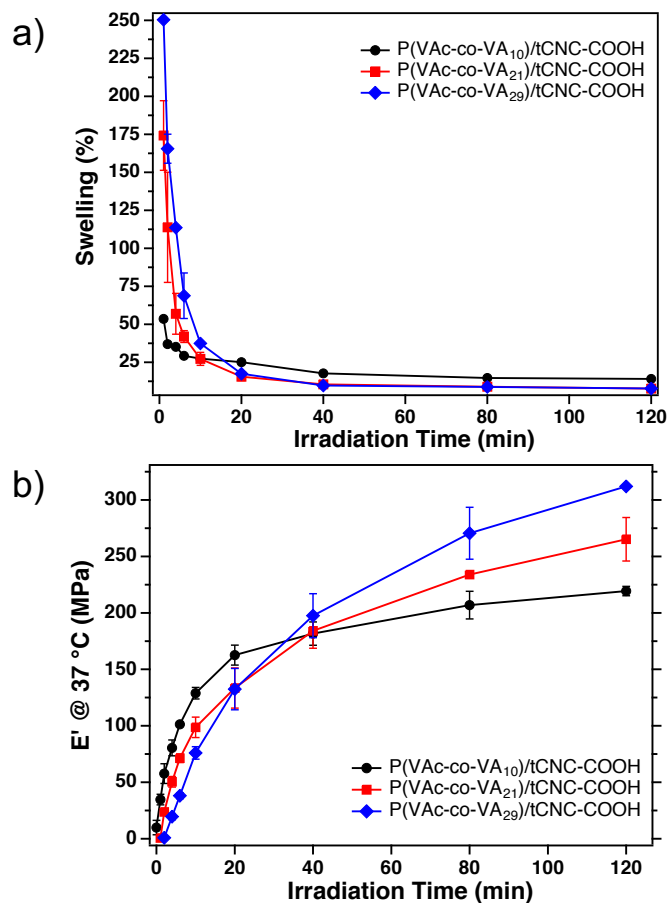 a)
250
225
200
175
150
125
100
75
50
25
Swelling (%)
P(VAc-co-VA₁₀)/tCNC-COOH
P(VAc-co-VA₂₁)/tCNC-COOH
P(VAc-co-VA₂₉)/tCNC-COOH
0 20 40 60 80 100 120
Irradiation Time (min)
b)
300
250
200
150
100
50
0
E' @ 37 °C (MPa)
P(VAc-co-VA₁₀)/tCNC-COOH
P(VAc-co-VA₂₁)/tCNC-COOH
P(VAc-co-VA₂₉)/tCNC-COOH
0 20 40 60 80 100 120
Irradiation Time (min)